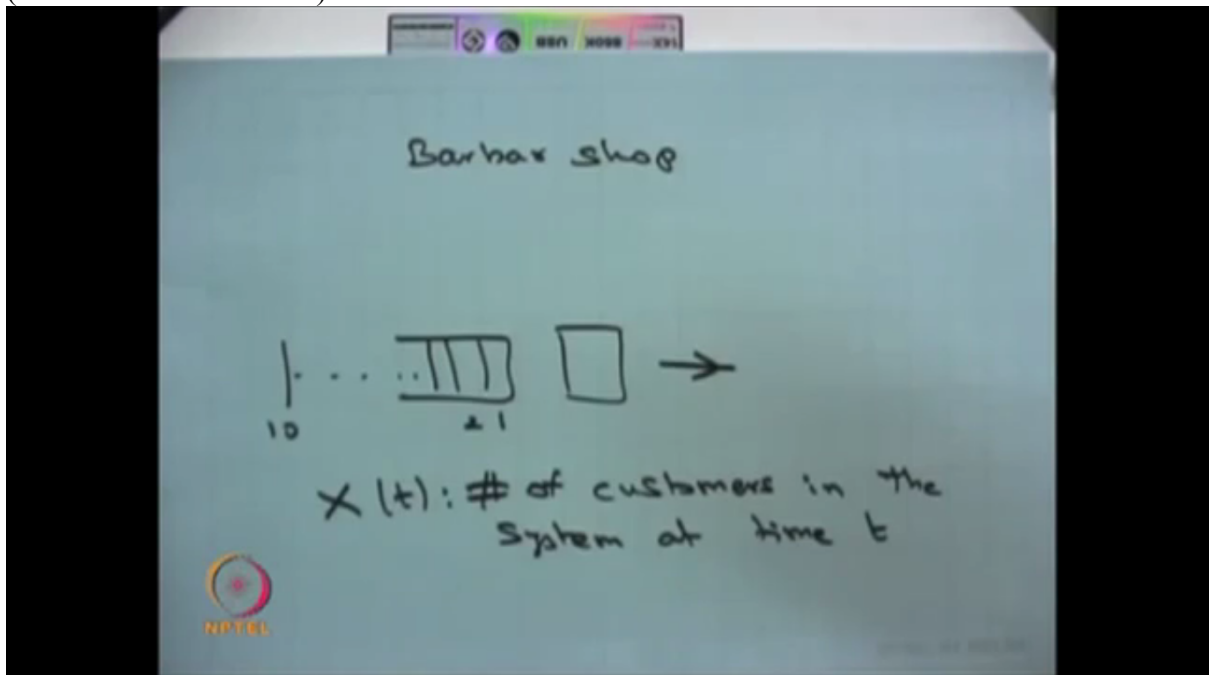 Barbar shop
10 2 1
X (t): # of customers in the
System at time t
NPTEL